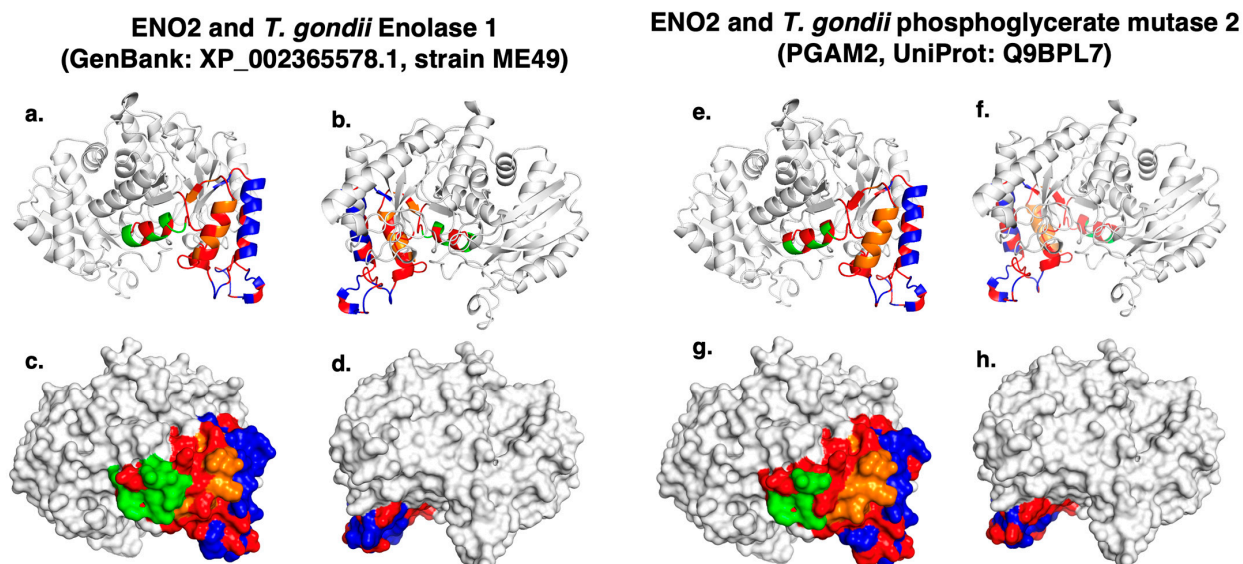 ENO2 and T. gondii Enolase 1
(GenBank: XP_002365578.1, strain ME49)
ENO2 and T. gondii phosphoglycerate mutase 2
(PGAM2, UniProt: Q9BPL7)
a.
b.
e.
f.
c.
d.
g.
h.